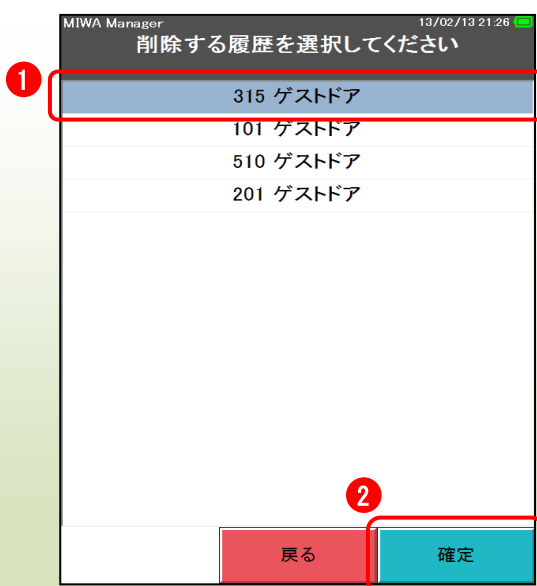 MIWA Manager 13/02/13 21:26
削除する履歴を選択してください
1
315 ゲストドア
101 ゲストドア
510 ゲストドア
201 ゲストドア
2
戻る 確定